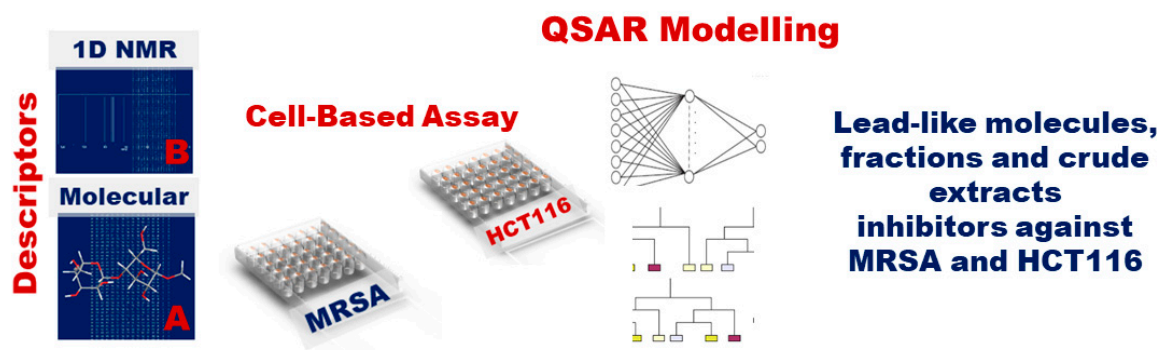 QSAR Modelling
1D NMR
Descriptors
B
Cell-Based Assay
Molecular
A
MRSA
HCT116
Lead-like molecules,
fractions and crude
extracts
inhibitors against
MRSA and HCT116